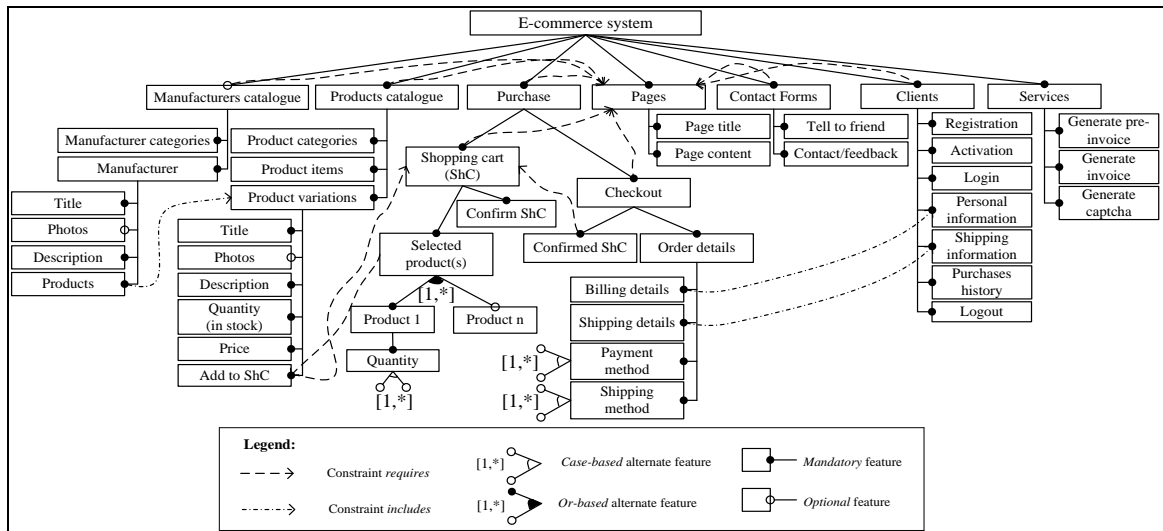 E-commerce system
Manufacturers catalogue
Products catalogue
Purchase
Pages
Contact Forms
Clients
Services
Manufacturer categories
Manufacturer
Title
Photos
Description
Products
Product categories
Product items
Product variations
Title
Photos
Description
Quantity
(in stock)
Price
Add to ShC
Shopping cart
(ShC)
Confirm ShC
Selected
product(s)
[1,*]
Product 1
Product n
Quantity
[1,*]
Checkout
Confirmed ShC
Order details
Billing details
Shipping details
[1,*]
Payment
method
[1,*]
Shipping
method
Page title
Page content
Tell to friend
Contact/feedback
Registration
Activation
Login
Personal
information
Shipping
information
Purchases
history
Logout
Generate pre-
invoice
Generate
invoice
Generate
captcha
Legend:
Constraint requires
Constraint includes
[1,*]
Case-based alternate feature
[1,*]
Or-based alternate feature
Mandatory feature
Optional feature